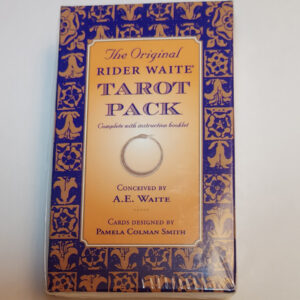 The Original
RIDER WAITE®
TAROT
PACK
Complete with instruction booklet
CONCEIVED BY
A.E. WAITE
CARDS DESIGNED BY
PAMELA COLMAN SMITH